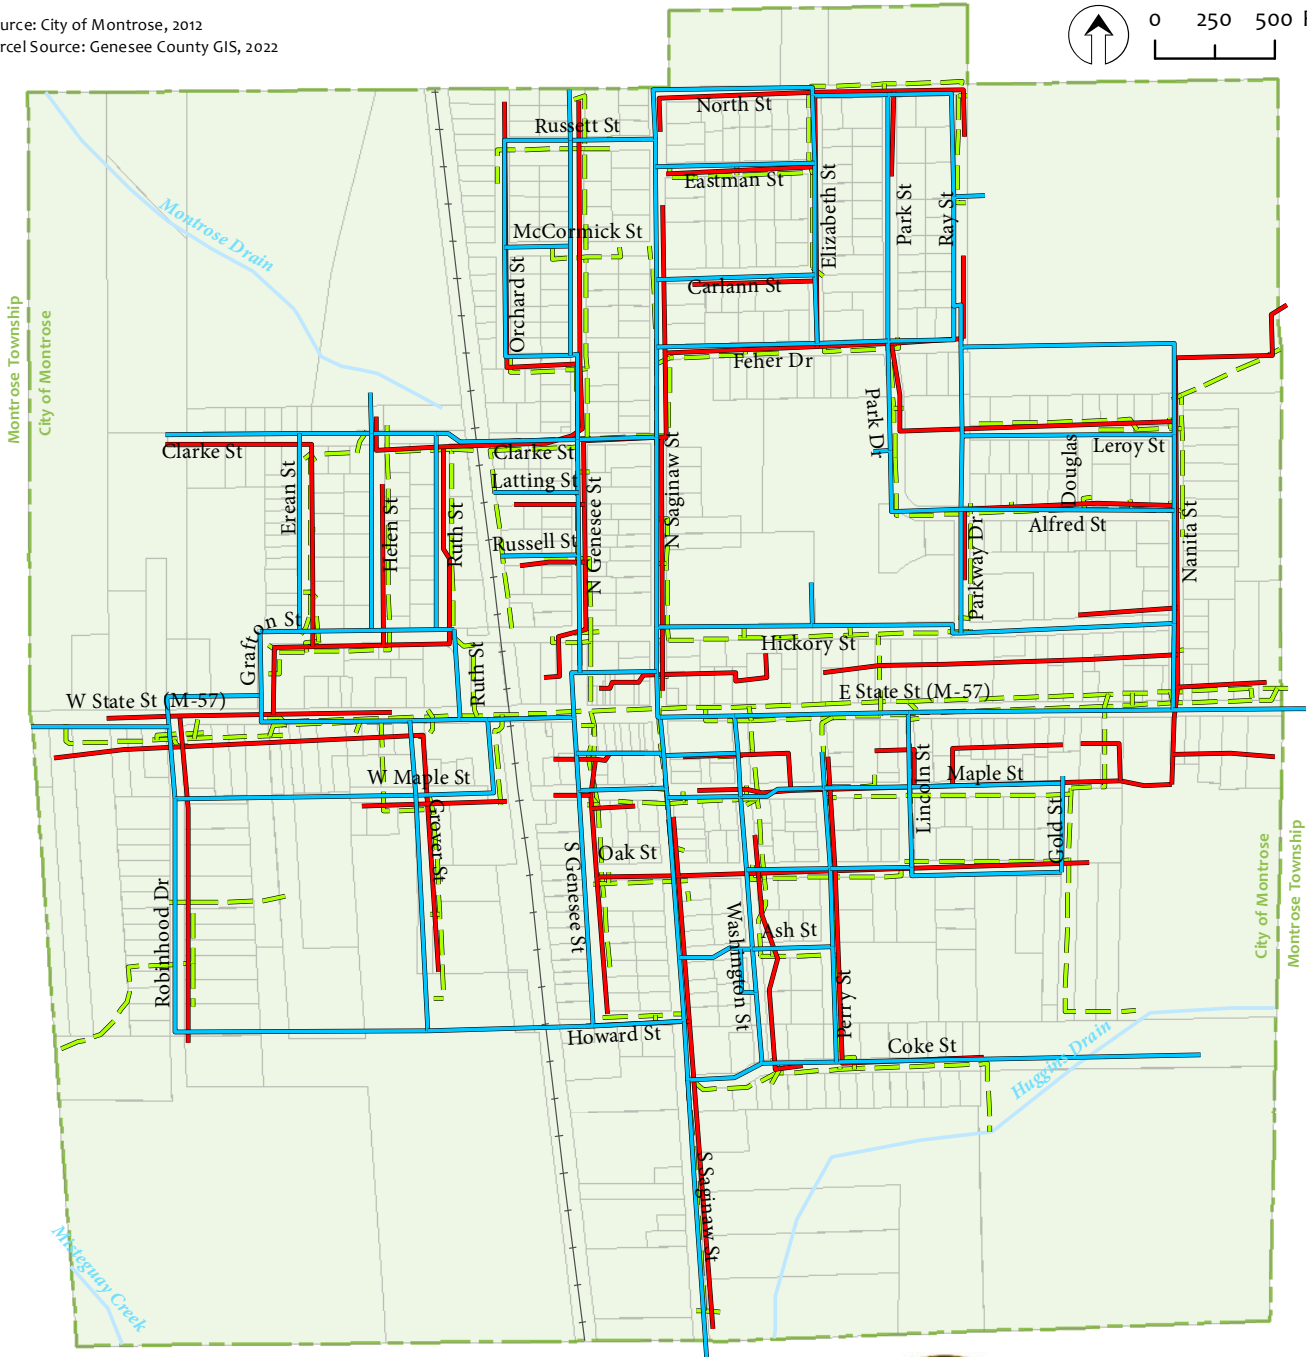 urce: City of Montrose, 2012
rcel Source: Genesee County GIS, 2022
0 250 500 F
North St
Russett St
Eastman St
Elizabeth St
Park St
Ray St
Montrose Drain
McCormick St
Orchard St
Carlann St
Montrose Township
City of Montrose
Feher Dr
Park Dr
Clarke St
Clarke St
Leroy St
Douglas
Latting St
Erean St
Helen St
Ruth St
N Genesee St
N Saginaw St
Alfred St
Nanita St
Russell St
Parkway Dr
Grafton St
Hickory St
Ruth St
W State St (M-57)
E State St (M-57)
W Maple St
Maple St
Lincoln St
Gold St
Grover St
Oak St
S Genesee St
Robinhood Dr
Washington St
Ash St
Perry St
City of Montrose
Montrose Township
Howard St
Coke St
Huggins Drain
S Saginaw St
Misteguay Creek